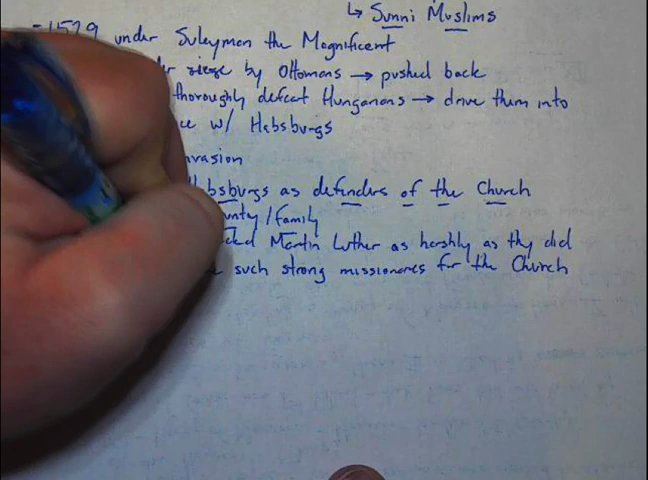 ↳ Sunni Muslims
-1529 under Suleyman the Magnificent
siege by Ottomans → pushed back
thoroughly defeat Hungarians → drive them into
w/ Habsburgs
invasion
Habsburgs as defenders of the Church
/ family
Martin Luther as harshly as thy did
such strong missionaries for the Church